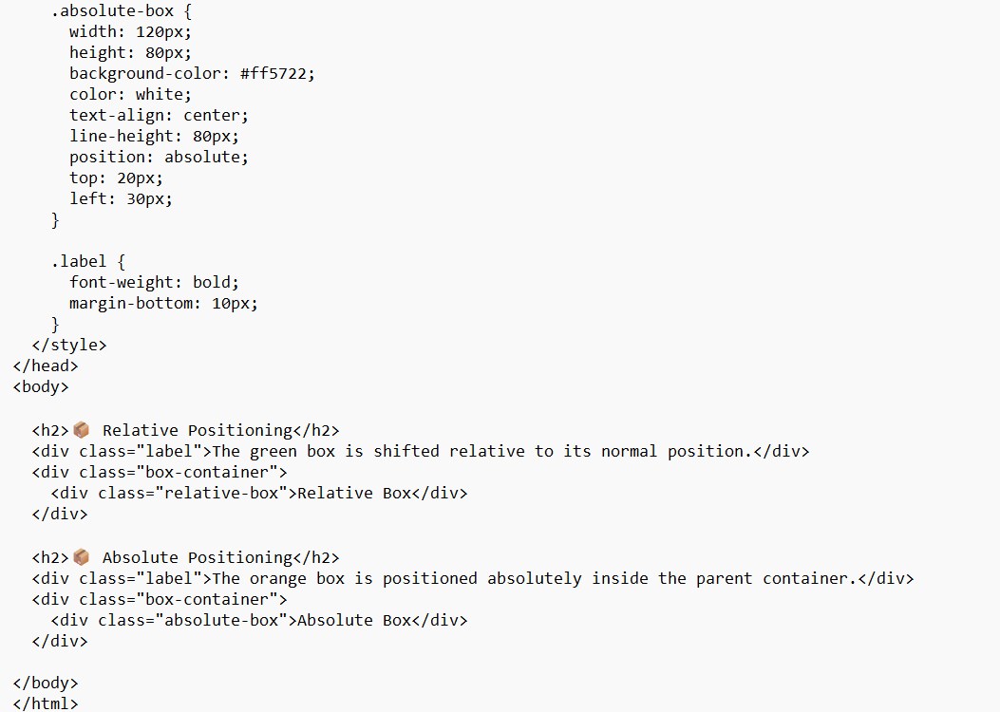 .absolute-box {
width: 120px;
height: 80px;
background-color: #ff5722;
color: white;
text-align: center;
line-height: 80px;
position: absolute;
top: 20px;
left: 30px;
}
.label {
font-weight: bold;
margin-bottom: 10px;
}
</style>
</head>
<body>
<h2>📦 Relative Positioning</h2>
<div class="label">The green box is shifted relative to its normal position.</div>
<div class="box-container">
<div class="relative-box">Relative Box</div>
</div>
<h2>📦 Absolute Positioning</h2>
<div class="label">The orange box is positioned absolutely inside the parent container.</div>
<div class="box-container">
<div class="absolute-box">Absolute Box</div>
</div>
</body>
</html>